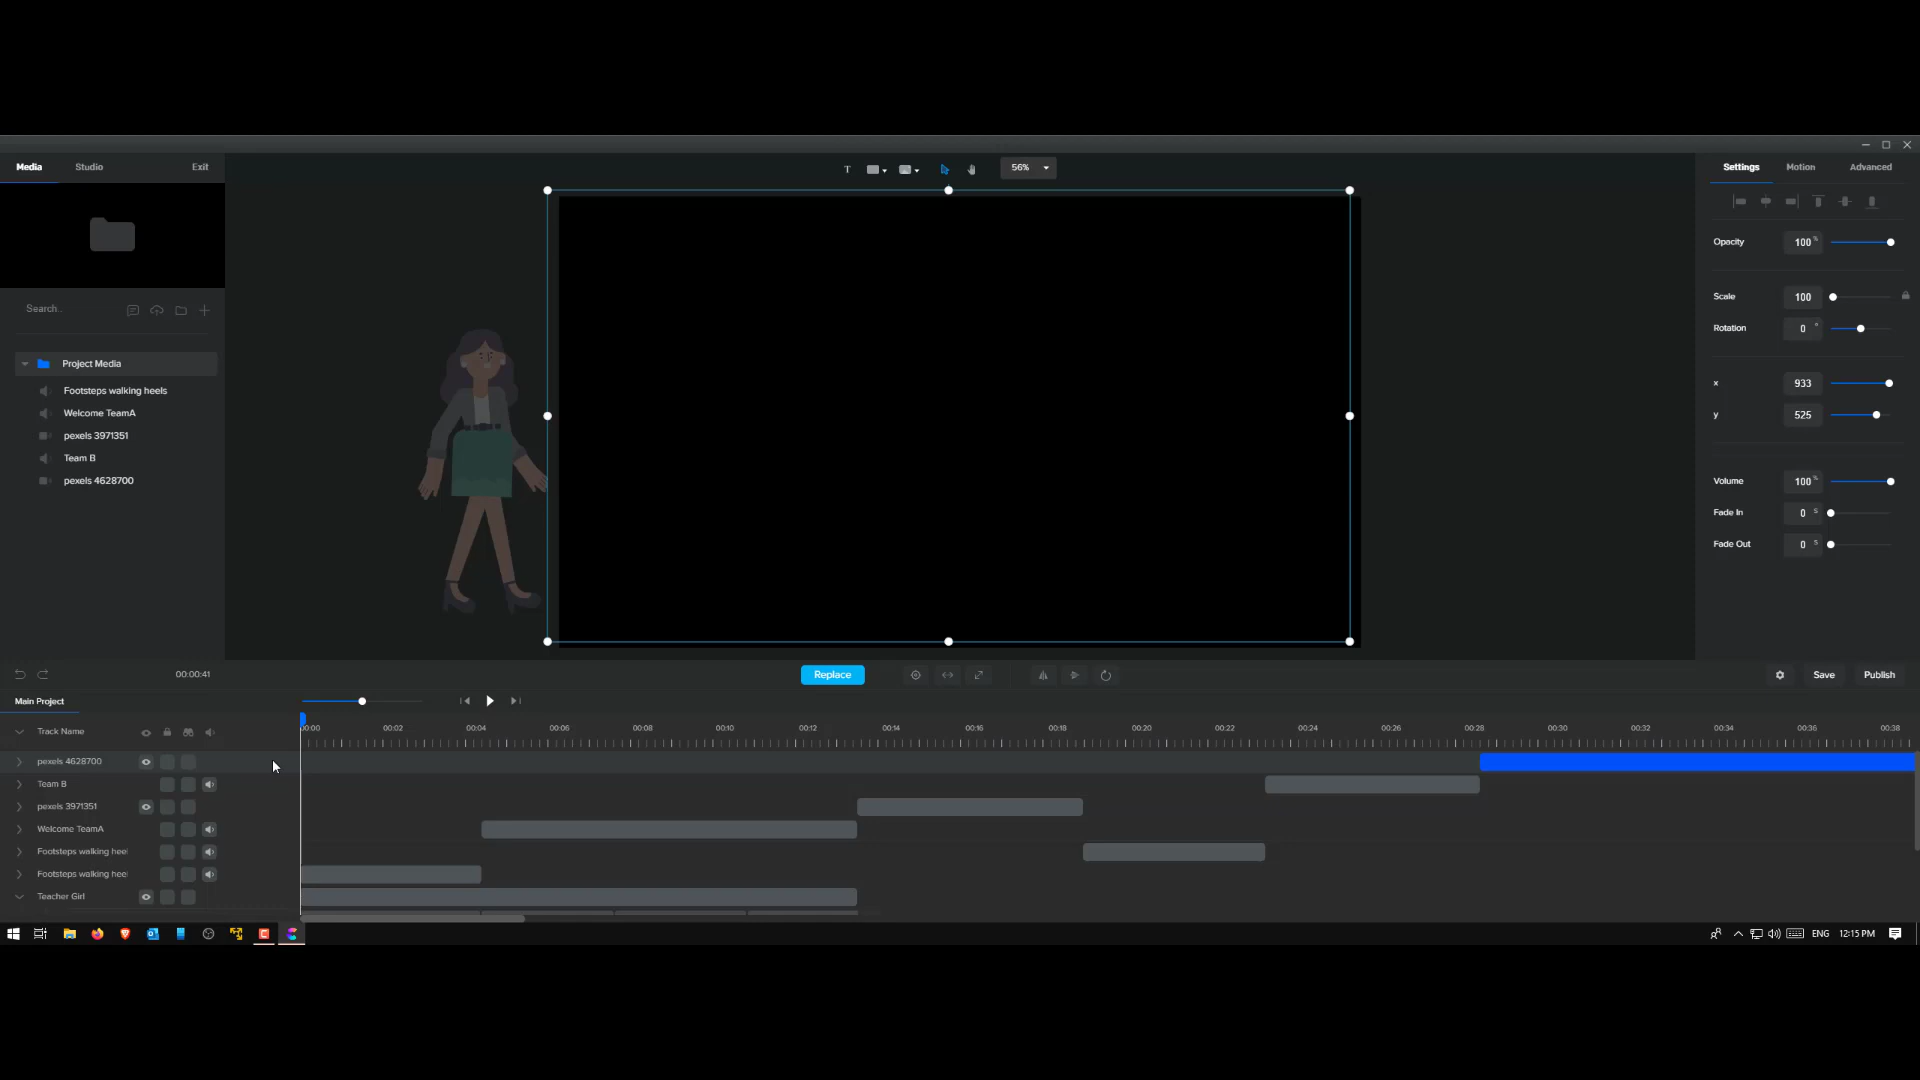 Media
Studio
Exit
T
56%
Settings
Motion
Advanced
Search..
Opacity
100 %
Scale
100
Rotation
0 °
x
933
y
525
Volume
100 %
Fade In
0 s
Fade Out
0 s
Project Media
Footsteps walking heels
Welcome TeamA
pexels 3971351
Team B
pexels 4628700
00:00:41
Replace
Save
Publish
Main Project
Track Name
00:00
00:02
00:04
00:06
00:08
00:10
00:12
00:14
00:16
00:18
00:20
00:22
00:24
00:26
00:28
00:30
00:32
00:34
00:36
00:38
pexels 4628700
Team B
pexels 3971351
Welcome TeamA
Footsteps walking heel
Footsteps walking heel
Teacher Girl
ENG
12:15 PM